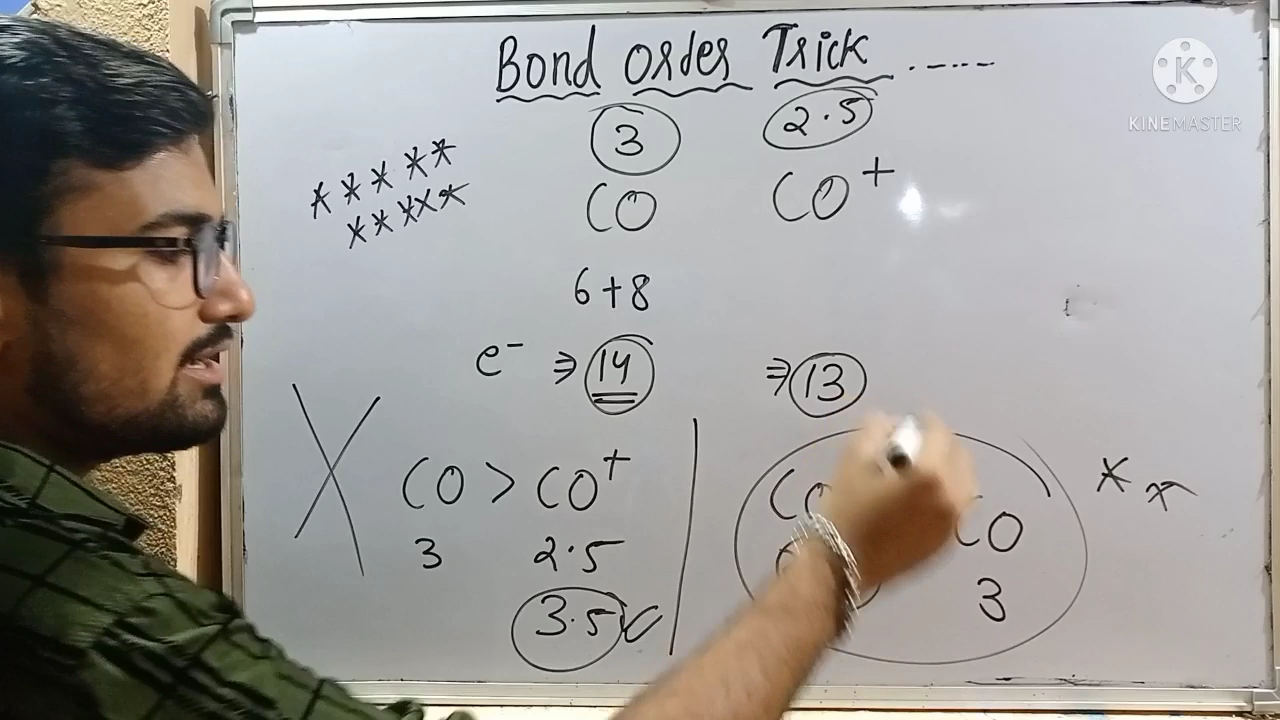 Bond Order Trick .....
3 2.5
CO CO+
6+8
e- ⇒ 14 ⇒ 13
CO > CO+
3 2.5
3.5
CO
3
K
KINEMASTER